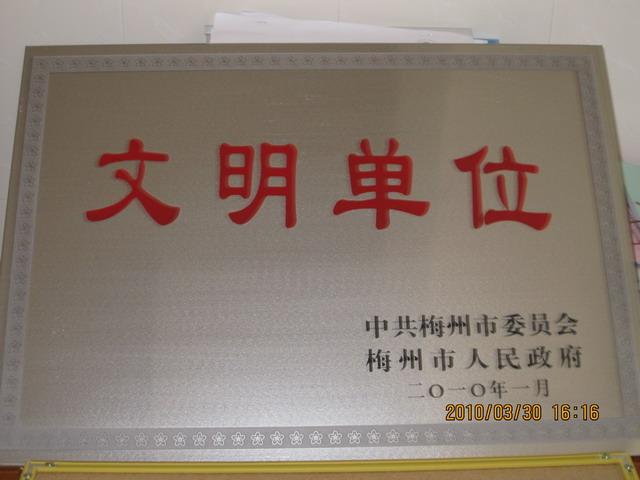 文明单位
中共梅州市委员会
梅州市人民政府
二〇一〇年一月
2010/03/30 16:16